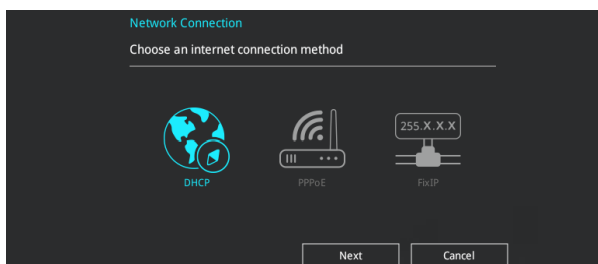 Network Connection
Choose an internet connection method
255.X.X.X
DHCP
PPPoE
FixIP
Next
Cancel